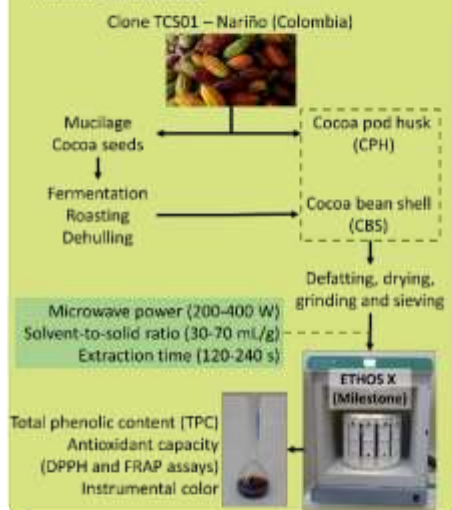 Clone TCS01 – Nariño (Colombia)
Mucilage
Cocoa seeds
Cocoa pod husk
(CPH)
Fermentation
Roasting
Dehulling
Cocoa bean shell
(CBS)
Defatting, drying,
grinding and sieving
Microwave power (200-400 W)
Solvent-to-solid ratio (30-70 mL/g)
Extraction time (120-240 s)
ETHOS X
(Milestone)
Total phenolic content (TPC)
Antioxidant capacity
(DPPH and FRAP assays)
Instrumental color